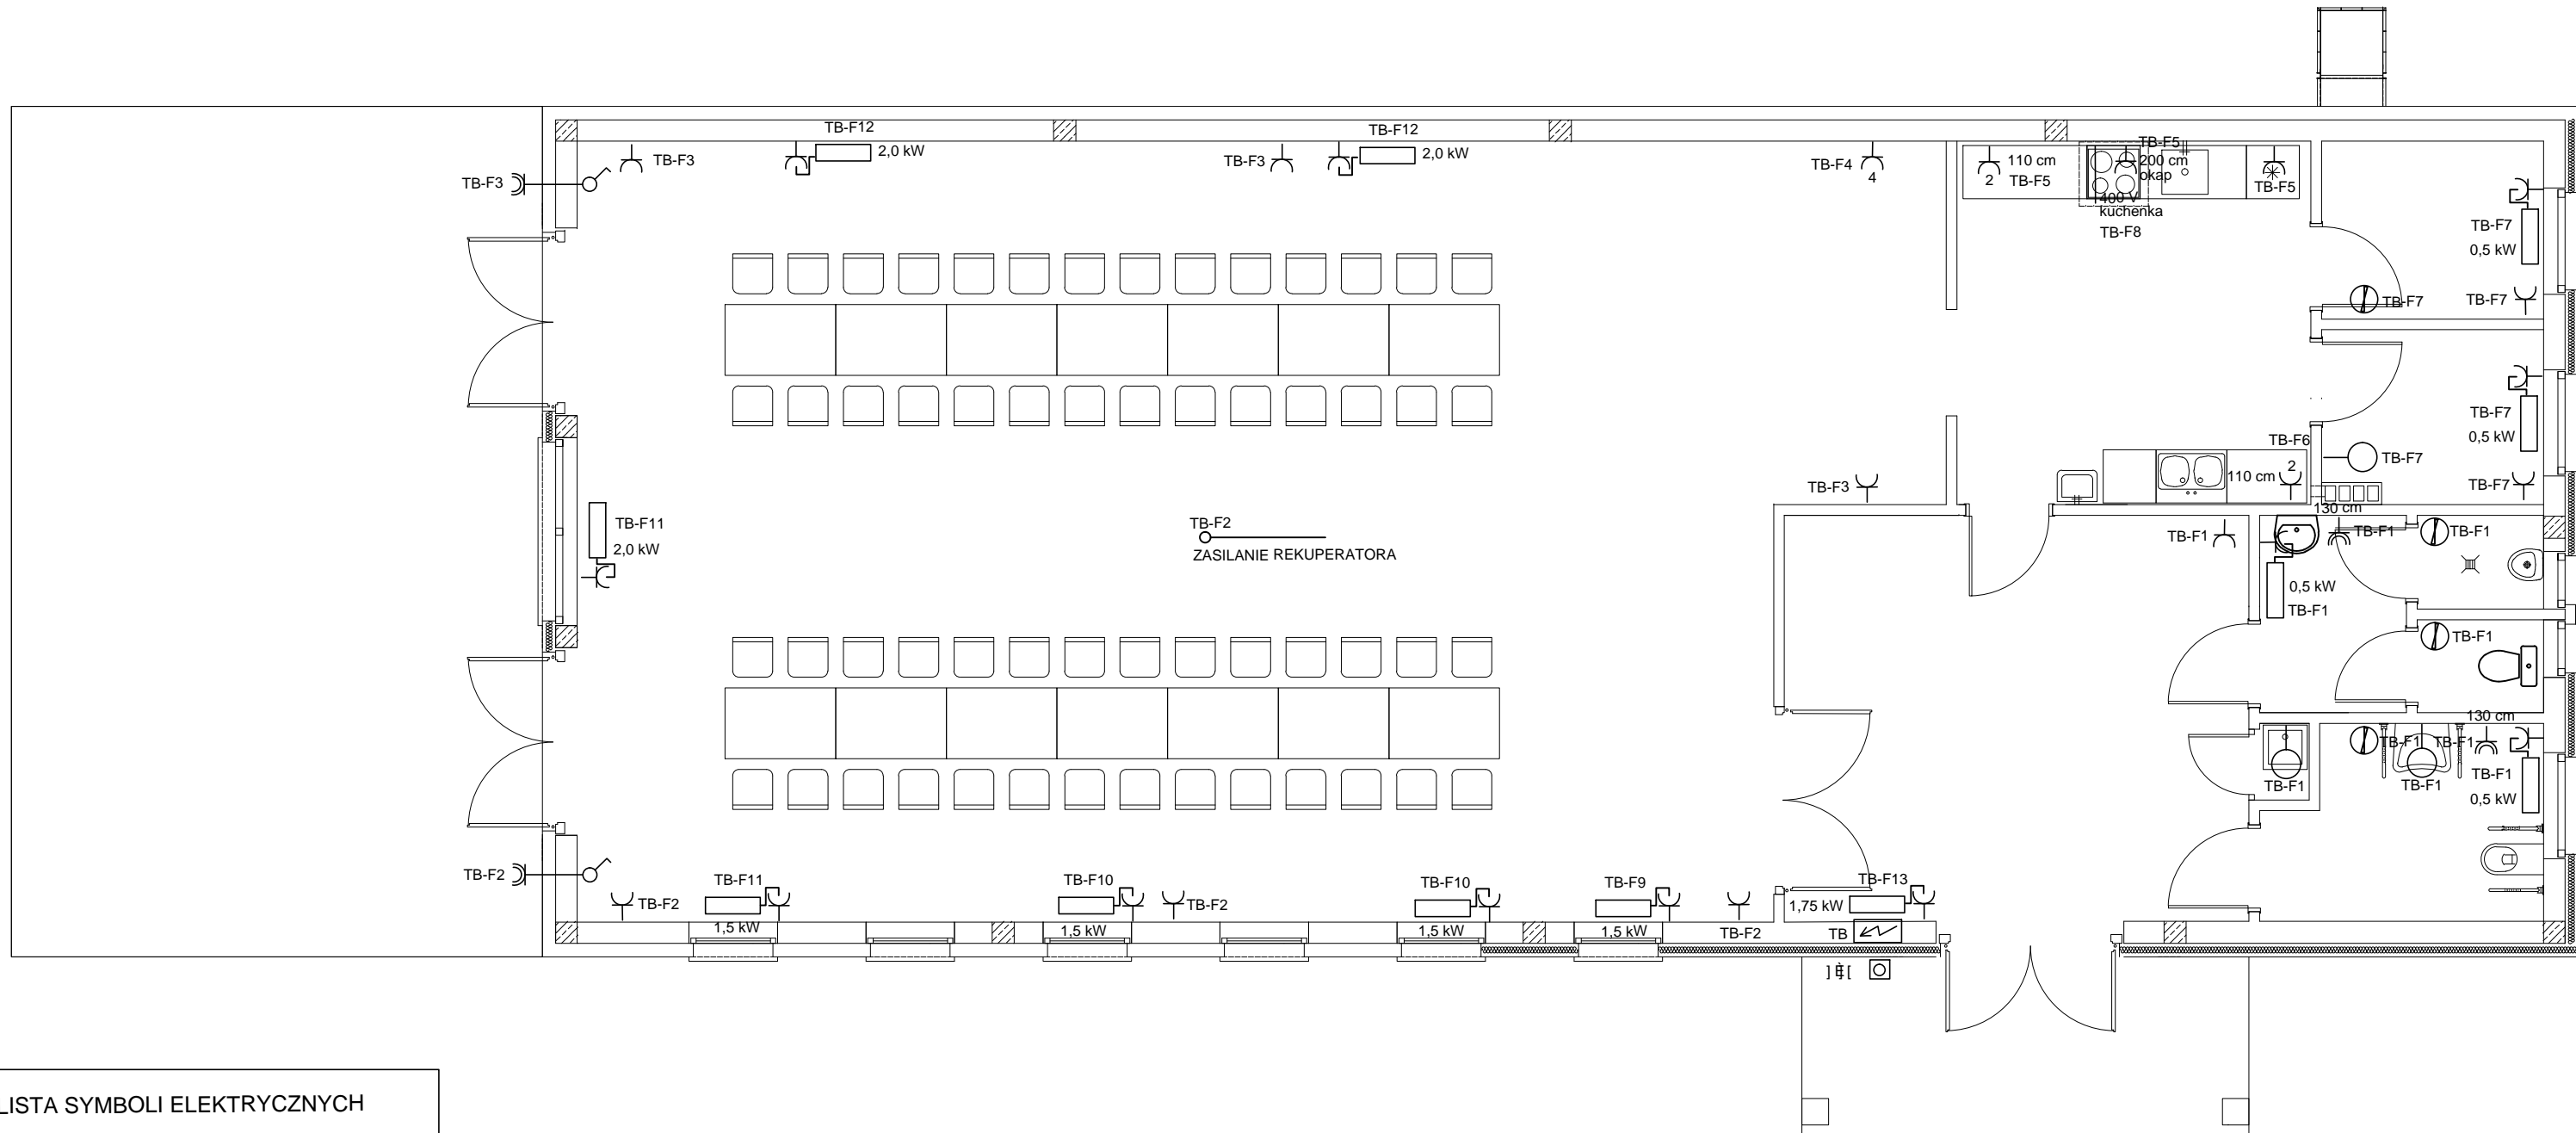 TB-F12
TB-F12
TB-F3
2,0 kW
TB-F3
2,0 kW
TB-F4
4
TB-F3
2
110 cm
TB-F5
TB-F5
200 cm
okap
TB-F5
400 V
kuchenka
TB-F8
TB-F7
0,5 kW
TB-F7
TB-F7
TB-F7
0,5 kW
TB-F6
2
110 cm
TB-F7
TB-F7
TB-F3
130 cm
TB-F11
2,0 kW
TB-F2
ZASILANIE REKUPERATORA
TB-F1
TB-F1
TB-F1
0,5 kW
TB-F1
TB-F1
130 cm
TB-F1
TB-F1
TB-F1
0,5 kW
TB-F1
TB-F1
TB-F2
TB-F2
TB-F11
1,5 kW
TB-F10
1,5 kW
TB-F2
TB-F10
1,5 kW
TB-F9
1,5 kW
TB-F2
TB-F13
1,75 kW
TB
LISTA SYMBOLI ELEKTRYCZNYCH